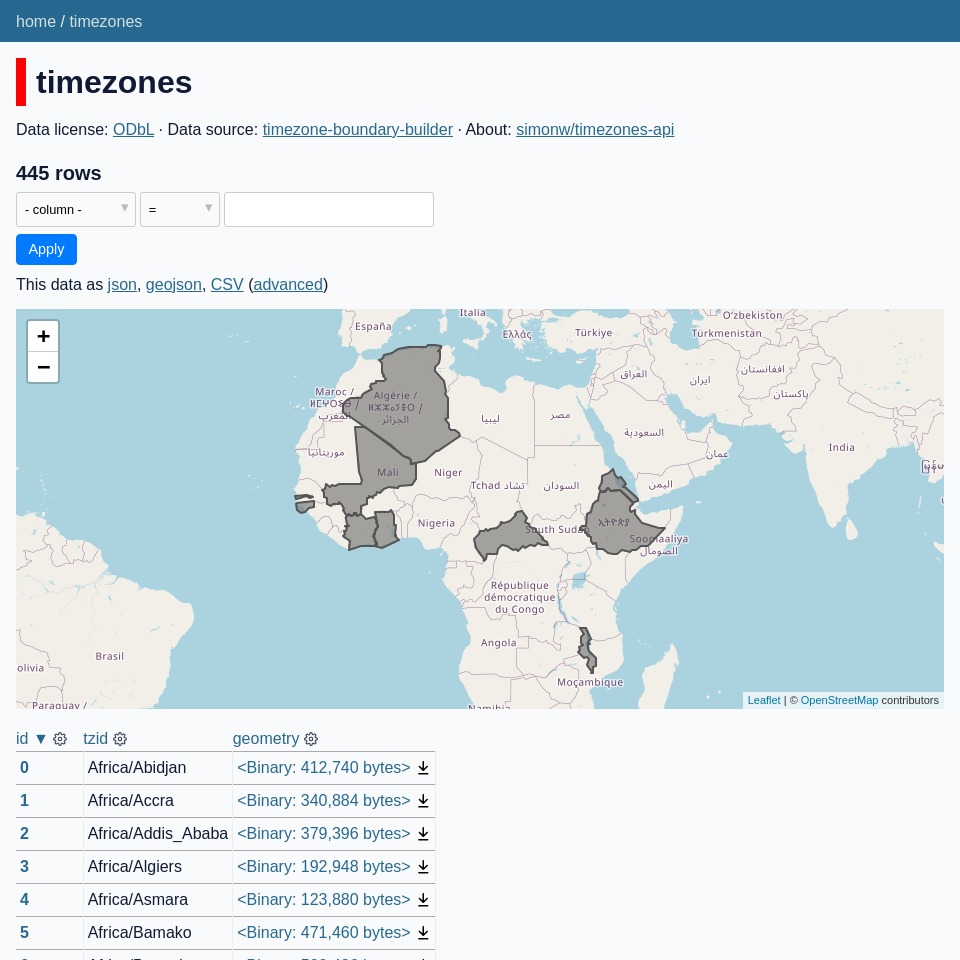 home / timezones
timezones
Data license: ODbL · Data source: timezone-boundary-builder · About: simonw/timezones-api
445 rows
- column - ▼
= ▼
Apply
This data as json, geojson, CSV (advanced)
+
−
Italia
España
Ελλάς
Türkiye
Oʻzbekiston
Türkmenistan
افغانستان
العراق
ایران
پاکستان
Maroc /
المغرب
Algérie /
الجزائر
ليبيا
مصر
السعودية
India
عمان
موريتانيا
Mali
Niger
Tchad تشاد
السودان
اليمن
Nigeria
South Sudan
Soomaaliya
الصومال
République
démocratique
du Congo
Angola
Brasil
olivia
Moçambique
Paraguay /
Namibia
Leaflet | © OpenStreetMap contributors
id ▼ tzid geometry
0 Africa/Abidjan <Binary: 412,740 bytes>
1 Africa/Accra <Binary: 340,884 bytes>
2 Africa/Addis_Ababa <Binary: 379,396 bytes>
3 Africa/Algiers <Binary: 192,948 bytes>
4 Africa/Asmara <Binary: 123,880 bytes>
5 Africa/Bamako <Binary: 471,460 bytes>